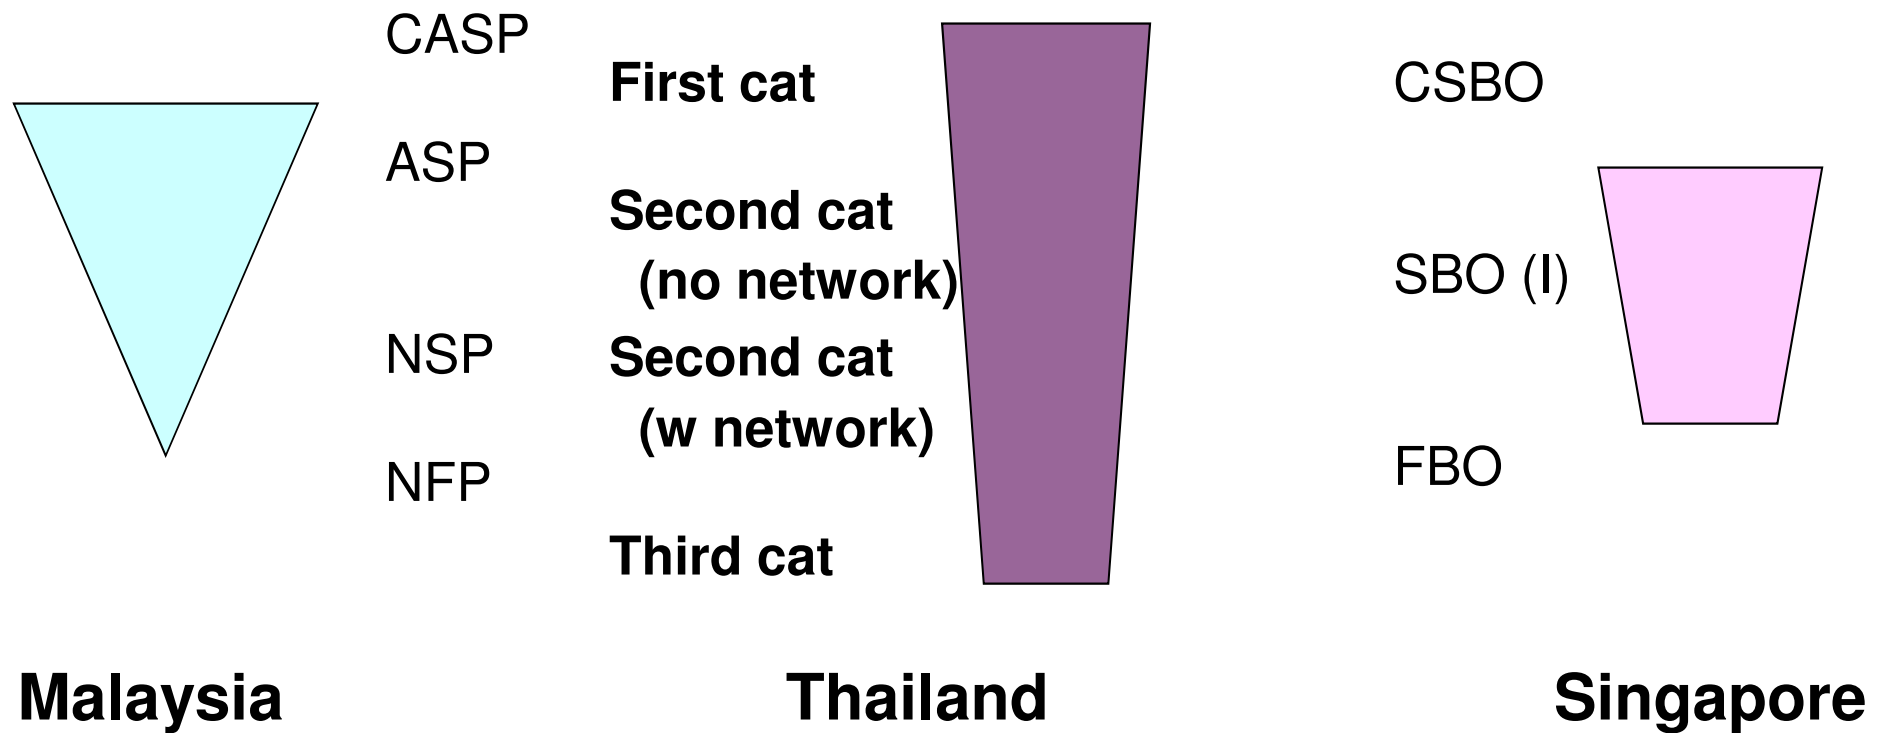 CASP
ASP
NSP
NFP
First cat
Second cat
(no network)
Second cat
(w network)
Third cat
CSBO
SBO (I)
FBO
Malaysia
Thailand
Singapore